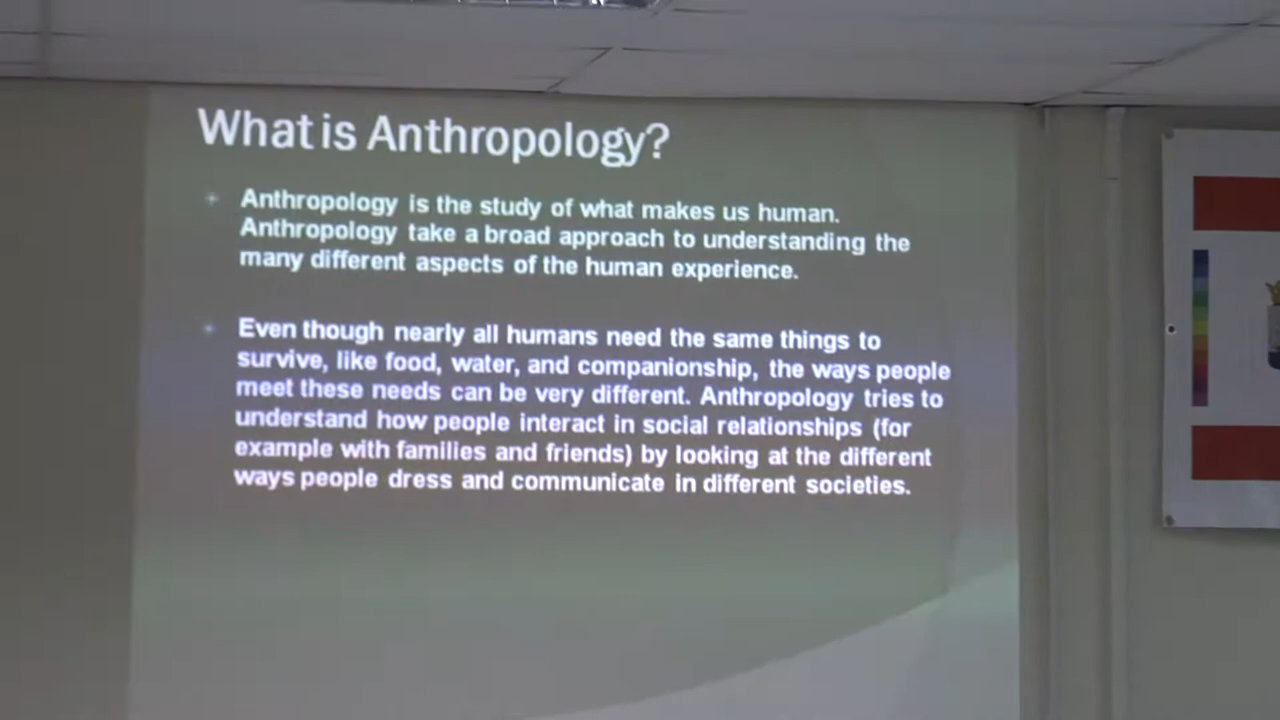 What is Anthropology?
Anthropology is the study of what makes us human.
Anthropology take a broad approach to understanding the
many different aspects of the human experience.
Even though nearly all humans need the same things to
survive, like food, water, and companionship, the ways people
meet these needs can be very different. Anthropology tries to
understand how people interact in social relationships (for
example with families and friends) by looking at the different
ways people dress and communicate in different societies.